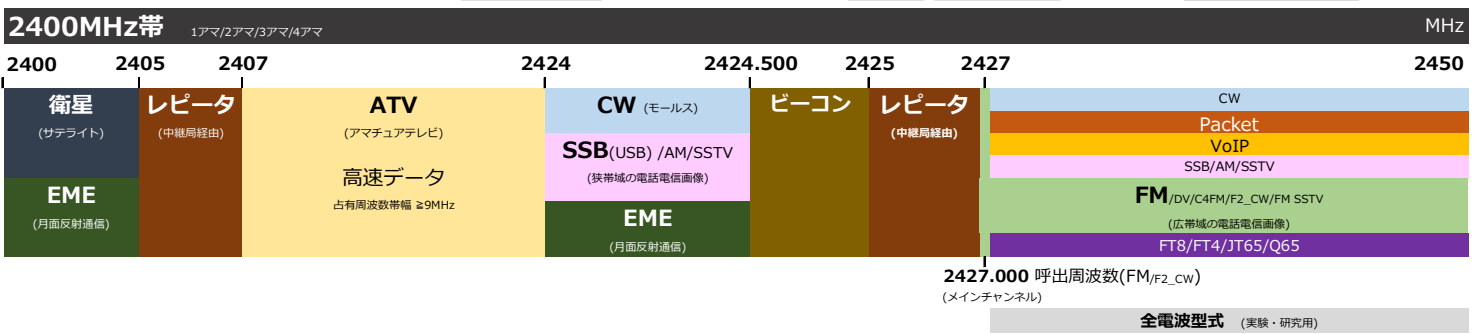 2400MHz帯 1アマ/2アマ/3アマ/4アマ MHz
2400 2405 2407 2424 2424.500 2425 2427 2450
衛星
(サテライト)
EME
(月面反射通信)
レピータ
(中継局経由)
ATV
(アマチュアテレビ)
高速データ
占有周波数帯幅 ≧9MHz
CW (モールス)
SSB(USB) /AM/SSTV
(狭帯域の電話電信画像)
EME
(月面反射通信)
ビーコン
レピータ
(中継局経由)
CW
Packet
VoIP
SSB/AM/SSTV
FM/DV/C4FM/F2_CW/FM SSTV
(広帯域の電話電信画像)
FT8/FT4/JT65/Q65
2427.000 呼出周波数(FM/F2_CW)
(メインチャンネル)
全電波型式 (実験・研究用)